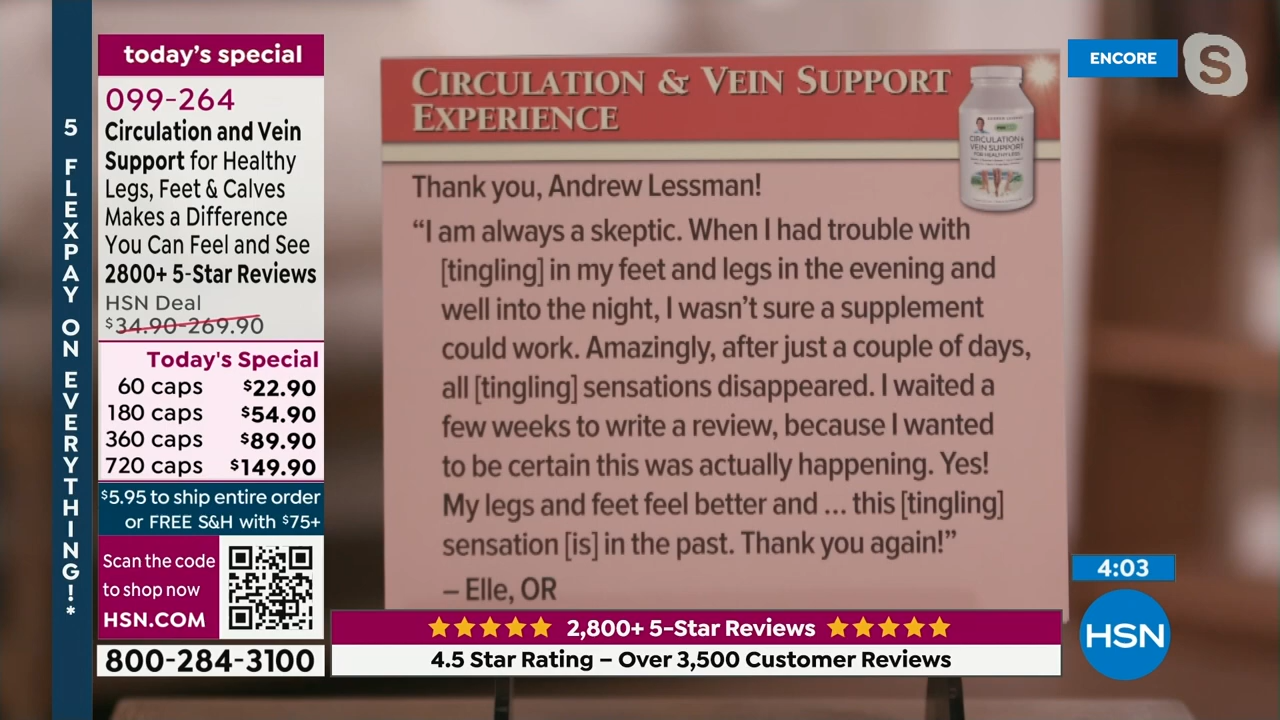 5 FLEXPAY ON EVERYTHING!*
today's special
099-264
Circulation and Vein
Support for Healthy
Legs, Feet & Calves
Makes a Difference
You Can Feel and See
2800+ 5-Star Reviews
HSN Deal
$34.90-269.90
Today's Special
60 caps $22.90
180 caps $54.90
360 caps $89.90
720 caps $149.90
$5.95 to ship entire order
or FREE S&H with $75+
Scan the code
to shop now
HSN.COM
800-284-3100
CIRCULATION & VEIN SUPPORT
EXPERIENCE
CIRCULATION &
VEIN SUPPORT
Thank you, Andrew Lessman!
“I am always a skeptic. When I had trouble with
[tingling] in my feet and legs in the evening and
well into the night, I wasn’t sure a supplement
could work. Amazingly, after just a couple of days,
all [tingling] sensations disappeared. I waited a
few weeks to write a review, because I wanted
to be certain this was actually happening. Yes!
My legs and feet feel better and ... this [tingling]
sensation [is] in the past. Thank you again!”
– Elle, OR
2,800+ 5-Star Reviews
4.5 Star Rating – Over 3,500 Customer Reviews
ENCORE
S
4:03
HSN